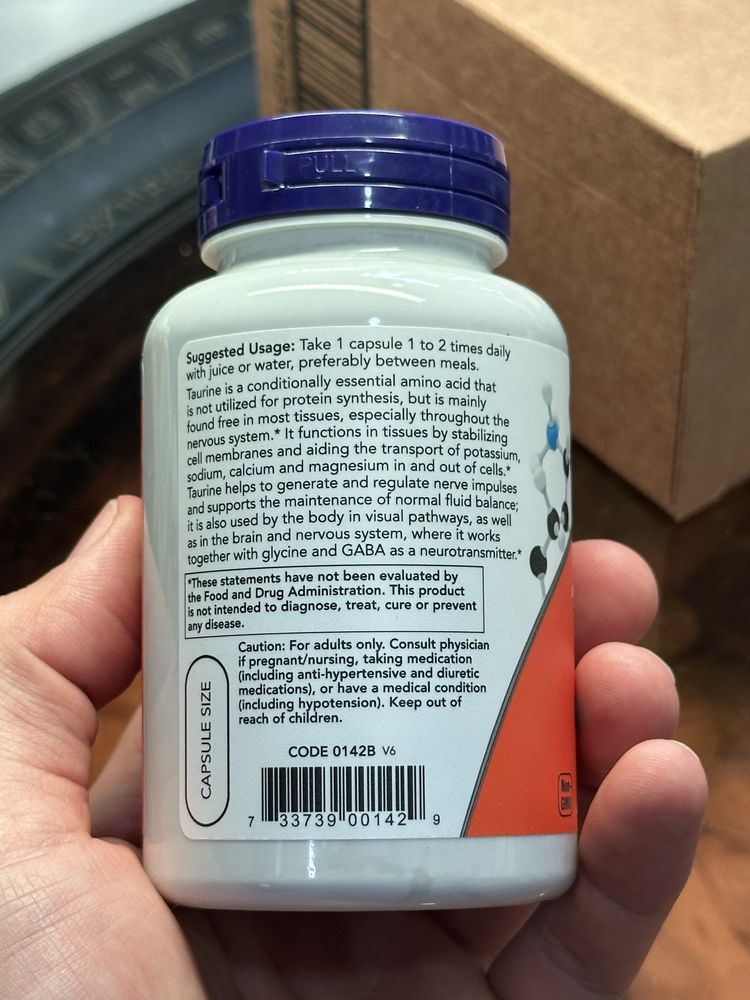 PULL
Suggested Usage: Take 1 capsule 1 to 2 times daily
with juice or water, preferably between meals.
Taurine is a conditionally essential amino acid that
is not utilized for protein synthesis, but is mainly
found free in most tissues, especially throughout the
nervous system.* It functions in tissues by stabilizing
cell membranes and aiding the transport of potassium,
sodium, calcium and magnesium in and out of cells.*
Taurine helps to generate and regulate nerve impulses
and supports the maintenance of normal fluid balance;
it is also used by the body in visual pathways, as well
as in the brain and nervous system, where it works
together with glycine and GABA as a neurotransmitter.*
*These statements have not been evaluated by
the Food and Drug Administration. This product
is not intended to diagnose, treat, cure or prevent
any disease.
CAPSULE SIZE
Caution: For adults only. Consult physician
if pregnant/nursing, taking medication
(including anti-hypertensive and diuretic
medications), or have a medical condition
(including hypotension). Keep out of
reach of children.
CODE 0142B V6
7 33739 00142 9
Non-
GMO